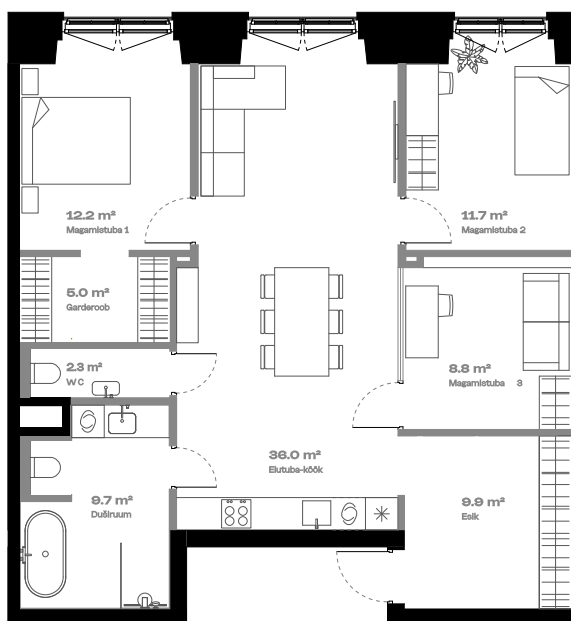 12.2 m²
Magamistuba 1
11.7 m²
Magamistuba 2
5.0 m²
Garderoob
2.3 m²
WC
8.8 m²
Magamistuba 3
36.0 m²
Elutuba-köök
9.7 m²
Duširuum
9.9 m²
Esik